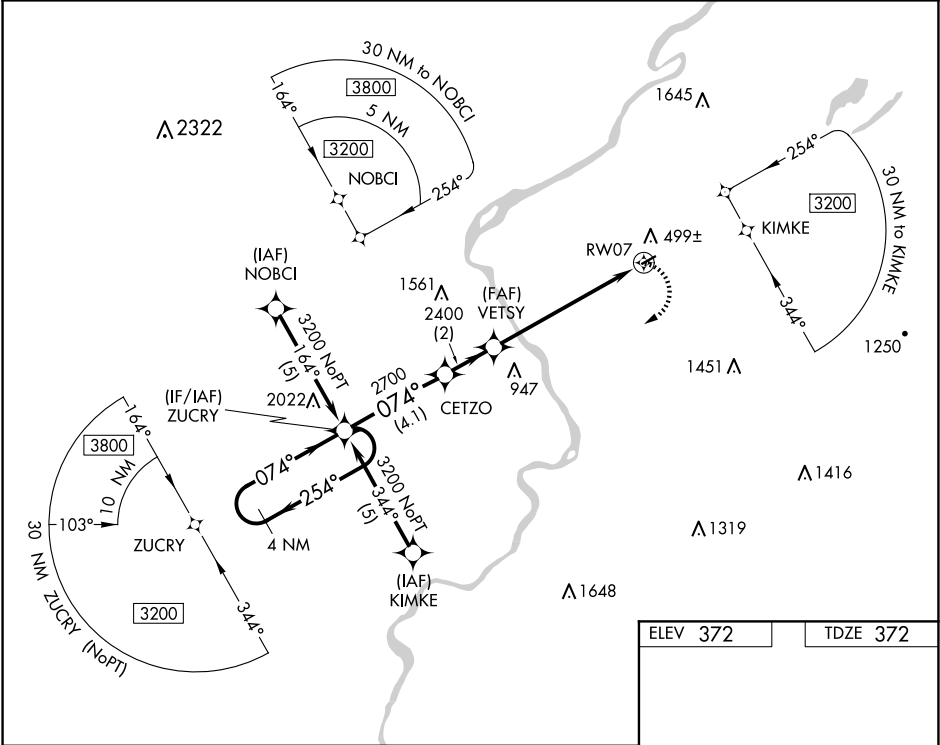 30 NM to NOBCI
3800
164°
5 NM
3200
NOBCI
254°
2322
1645
254°
3200
30 NM to KIMKE
KIMKE
344°
1250
RW07
499±
(IAF)
NOBCI
3200 NoPT
164°
(5)
1561
2400
(2)
(FAF)
VETSY
947
1451
2700
074°
(4.1)
CETZO
2022
(IF/IAF)
ZUCRY
164°
3800
10 NM
103°
ZUCRY
3200
344°
30 NM ZUCRY (NoPT)
074°
254°
4 NM
3200 NoPT
344°
(5)
(IAF)
KIMKE
1416
1319
1648
ELEV 372
TDZE 372